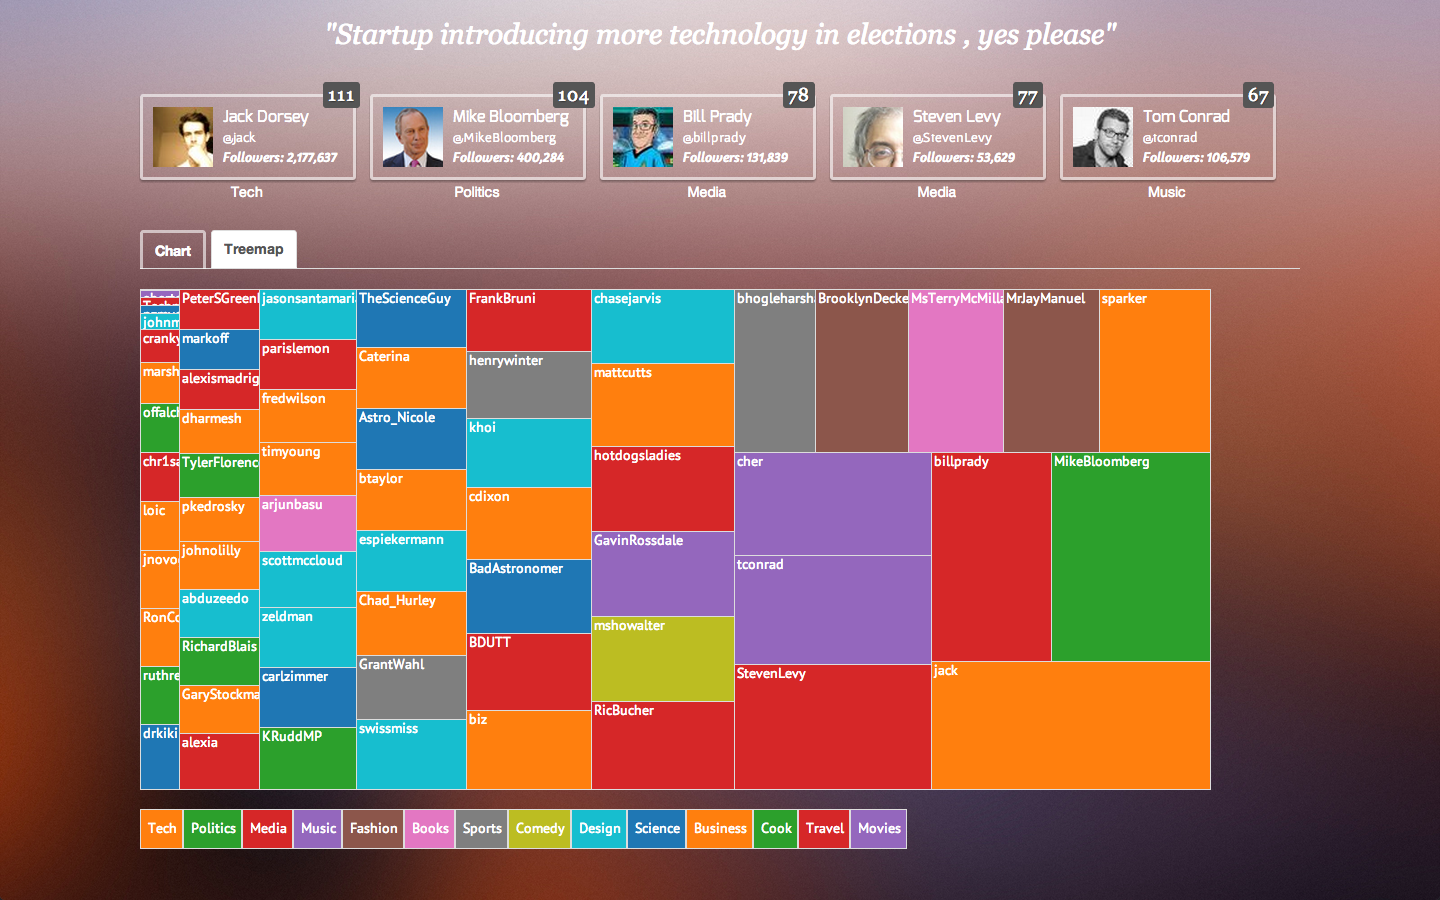 "Startup introducing more technology in elections , yes please"
111
Jack Dorsey
@jack
Followers: 2,177,637
Tech
104
Mike Bloomberg
@MikeBloomberg
Followers: 400,284
Politics
78
Bill Prady
@billprady
Followers: 131,839
Media
77
Steven Levy
@StevenLevy
Followers: 53,629
Media
67
Tom Conrad
@tconrad
Followers: 106,579
Music
Chart
Treemap
johnm
cranky
marsh
offalch
chr1sa
loic
jnovo
RonCo
ruthre
drkiki
PeterSGreen
markoff
alexismadrig
dharmesh
TylerFlorenc
pkedrosky
johnolilly
abduzeedo
RichardBlais
GaryStockma
alexia
jasonsantamari
parislemon
fredwilson
timyoung
arjunbasu
scottmccloud
zeldman
carlzimmer
KRuddMP
TheScienceGuy
Caterina
Astro_Nicole
btaylor
espiekermann
Chad_Hurley
GrantWahl
swissmiss
FrankBruni
henrywinter
khoi
cdixon
BadAstronomer
BDUTT
biz
chasejarvis
mattcutts
hotdogsladies
GavinRossdale
mshowalter
RicBucher
bhogleharsh
BrooklynDecke
MsTerryMcMilla
MrJayManuel
sparker
cher
tconrad
StevenLevy
billprady
MikeBloomberg
jack
Tech Politics Media Music Fashion Books Sports Comedy Design Science Business Cook Travel Movies